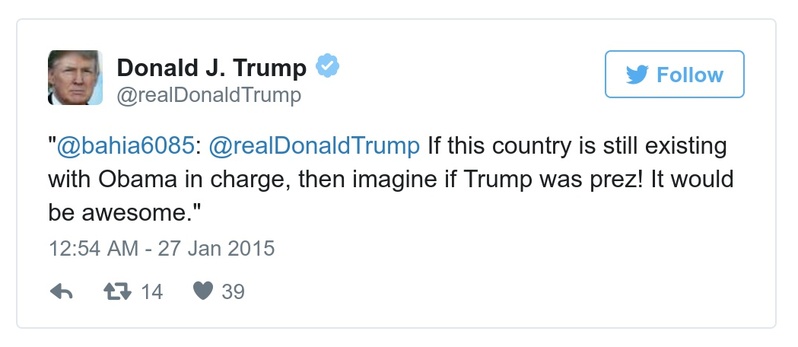 Donald J. Trump
@realDonaldTrump
Follow
"@bahia6085: @realDonaldTrump If this country is still existing
with Obama in charge, then imagine if Trump was prez! It would
be awesome."
12:54 AM - 27 Jan 2015
14 39